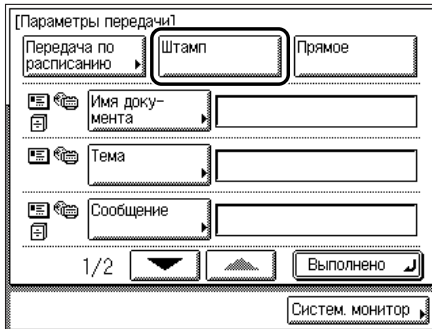 [Параметры передачи]
Передача по
расписанию
Штамп
Прямое
Имя доку-
мента
Тема
Сообщение
1/2
Выполнено
Систем. монитор